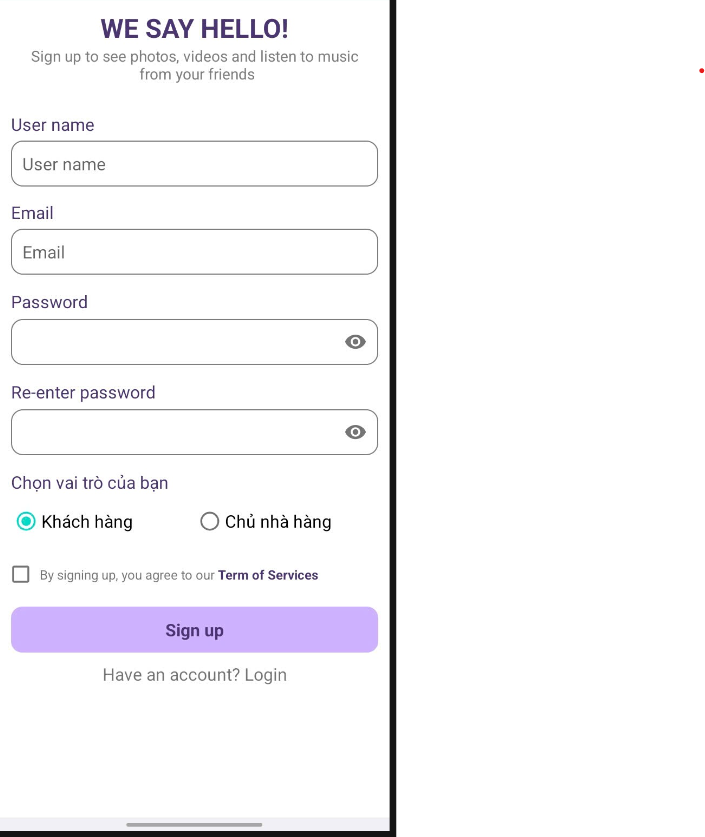 WE SAY HELLO!
Sign up to see photos, videos and listen to music
from your friends
User name
User name
Email
Email
Password
Re-enter password
Chọn vai trò của bạn
Khách hàng
Chủ nhà hàng
By signing up, you agree to our Term of Services
Sign up
Have an account? Login